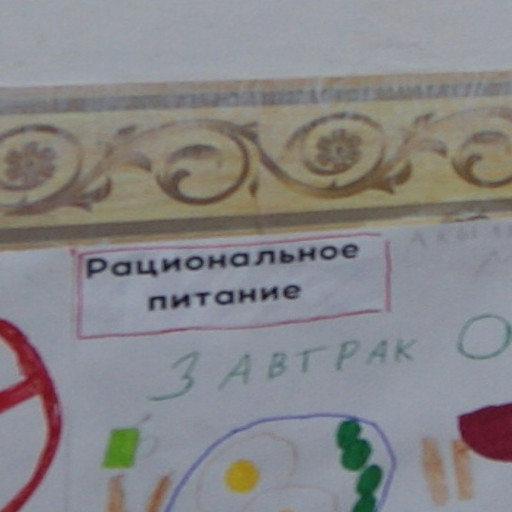 Рациональное
питание
ЗАВТРАК